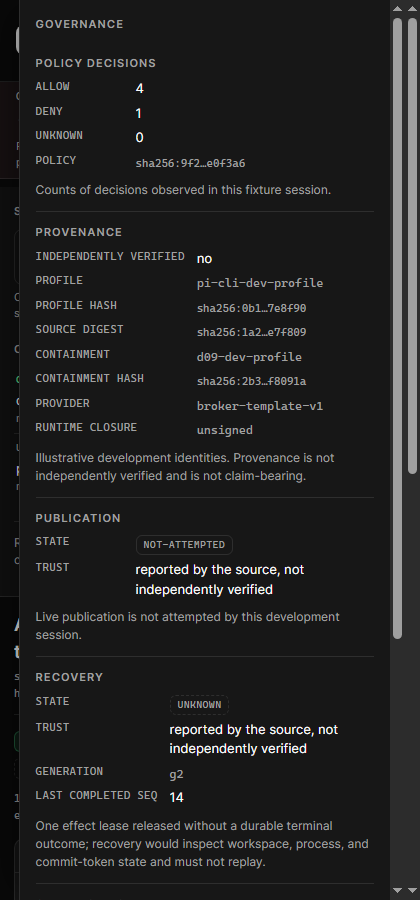 GOVERNANCE
POLICY DECISIONS
ALLOW 4
DENY 1
UNKNOWN 0
POLICY sha256:9f2…e0f3a6
Counts of decisions observed in this fixture session.
PROVENANCE
INDEPENDENTLY VERIFIED no
PROFILE pi-cli-dev-profile
PROFILE HASH sha256:0b1…7e8f90
SOURCE DIGEST sha256:1a2…e7f809
CONTAINMENT d09-dev-profile
CONTAINMENT HASH sha256:2b3…f8091a
PROVIDER broker-template-v1
RUNTIME CLOSURE unsigned
Illustrative development identities. Provenance is not
independently verified and is not claim-bearing.
PUBLICATION
STATE NOT-ATTEMPTED
TRUST reported by the source, not
independently verified
Live publication is not attempted by this development
session.
RECOVERY
STATE UNKNOWN
TRUST reported by the source, not
independently verified
GENERATION g2
LAST COMPLETED SEQ 14
One effect lease released without a durable terminal
outcome; recovery would inspect workspace, process, and
commit-token state and must not replay.